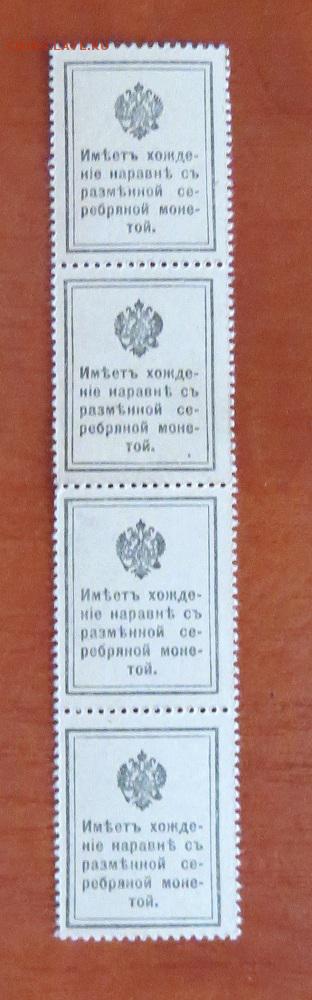 Имѣетъ хожде-
ніе наравнѣ съ
размѣнной се-
ребряной моне-
той.
Имѣетъ хожде-
ніе наравнѣ съ
размѣнной се-
ребряной моне-
той.
Имѣетъ хожде-
ніе наравнѣ съ
размѣнной се-
ребряной моне-
той.
Имѣетъ хожде-
ніе наравнѣ съ
размѣнной се-
ребряной моне-
той.